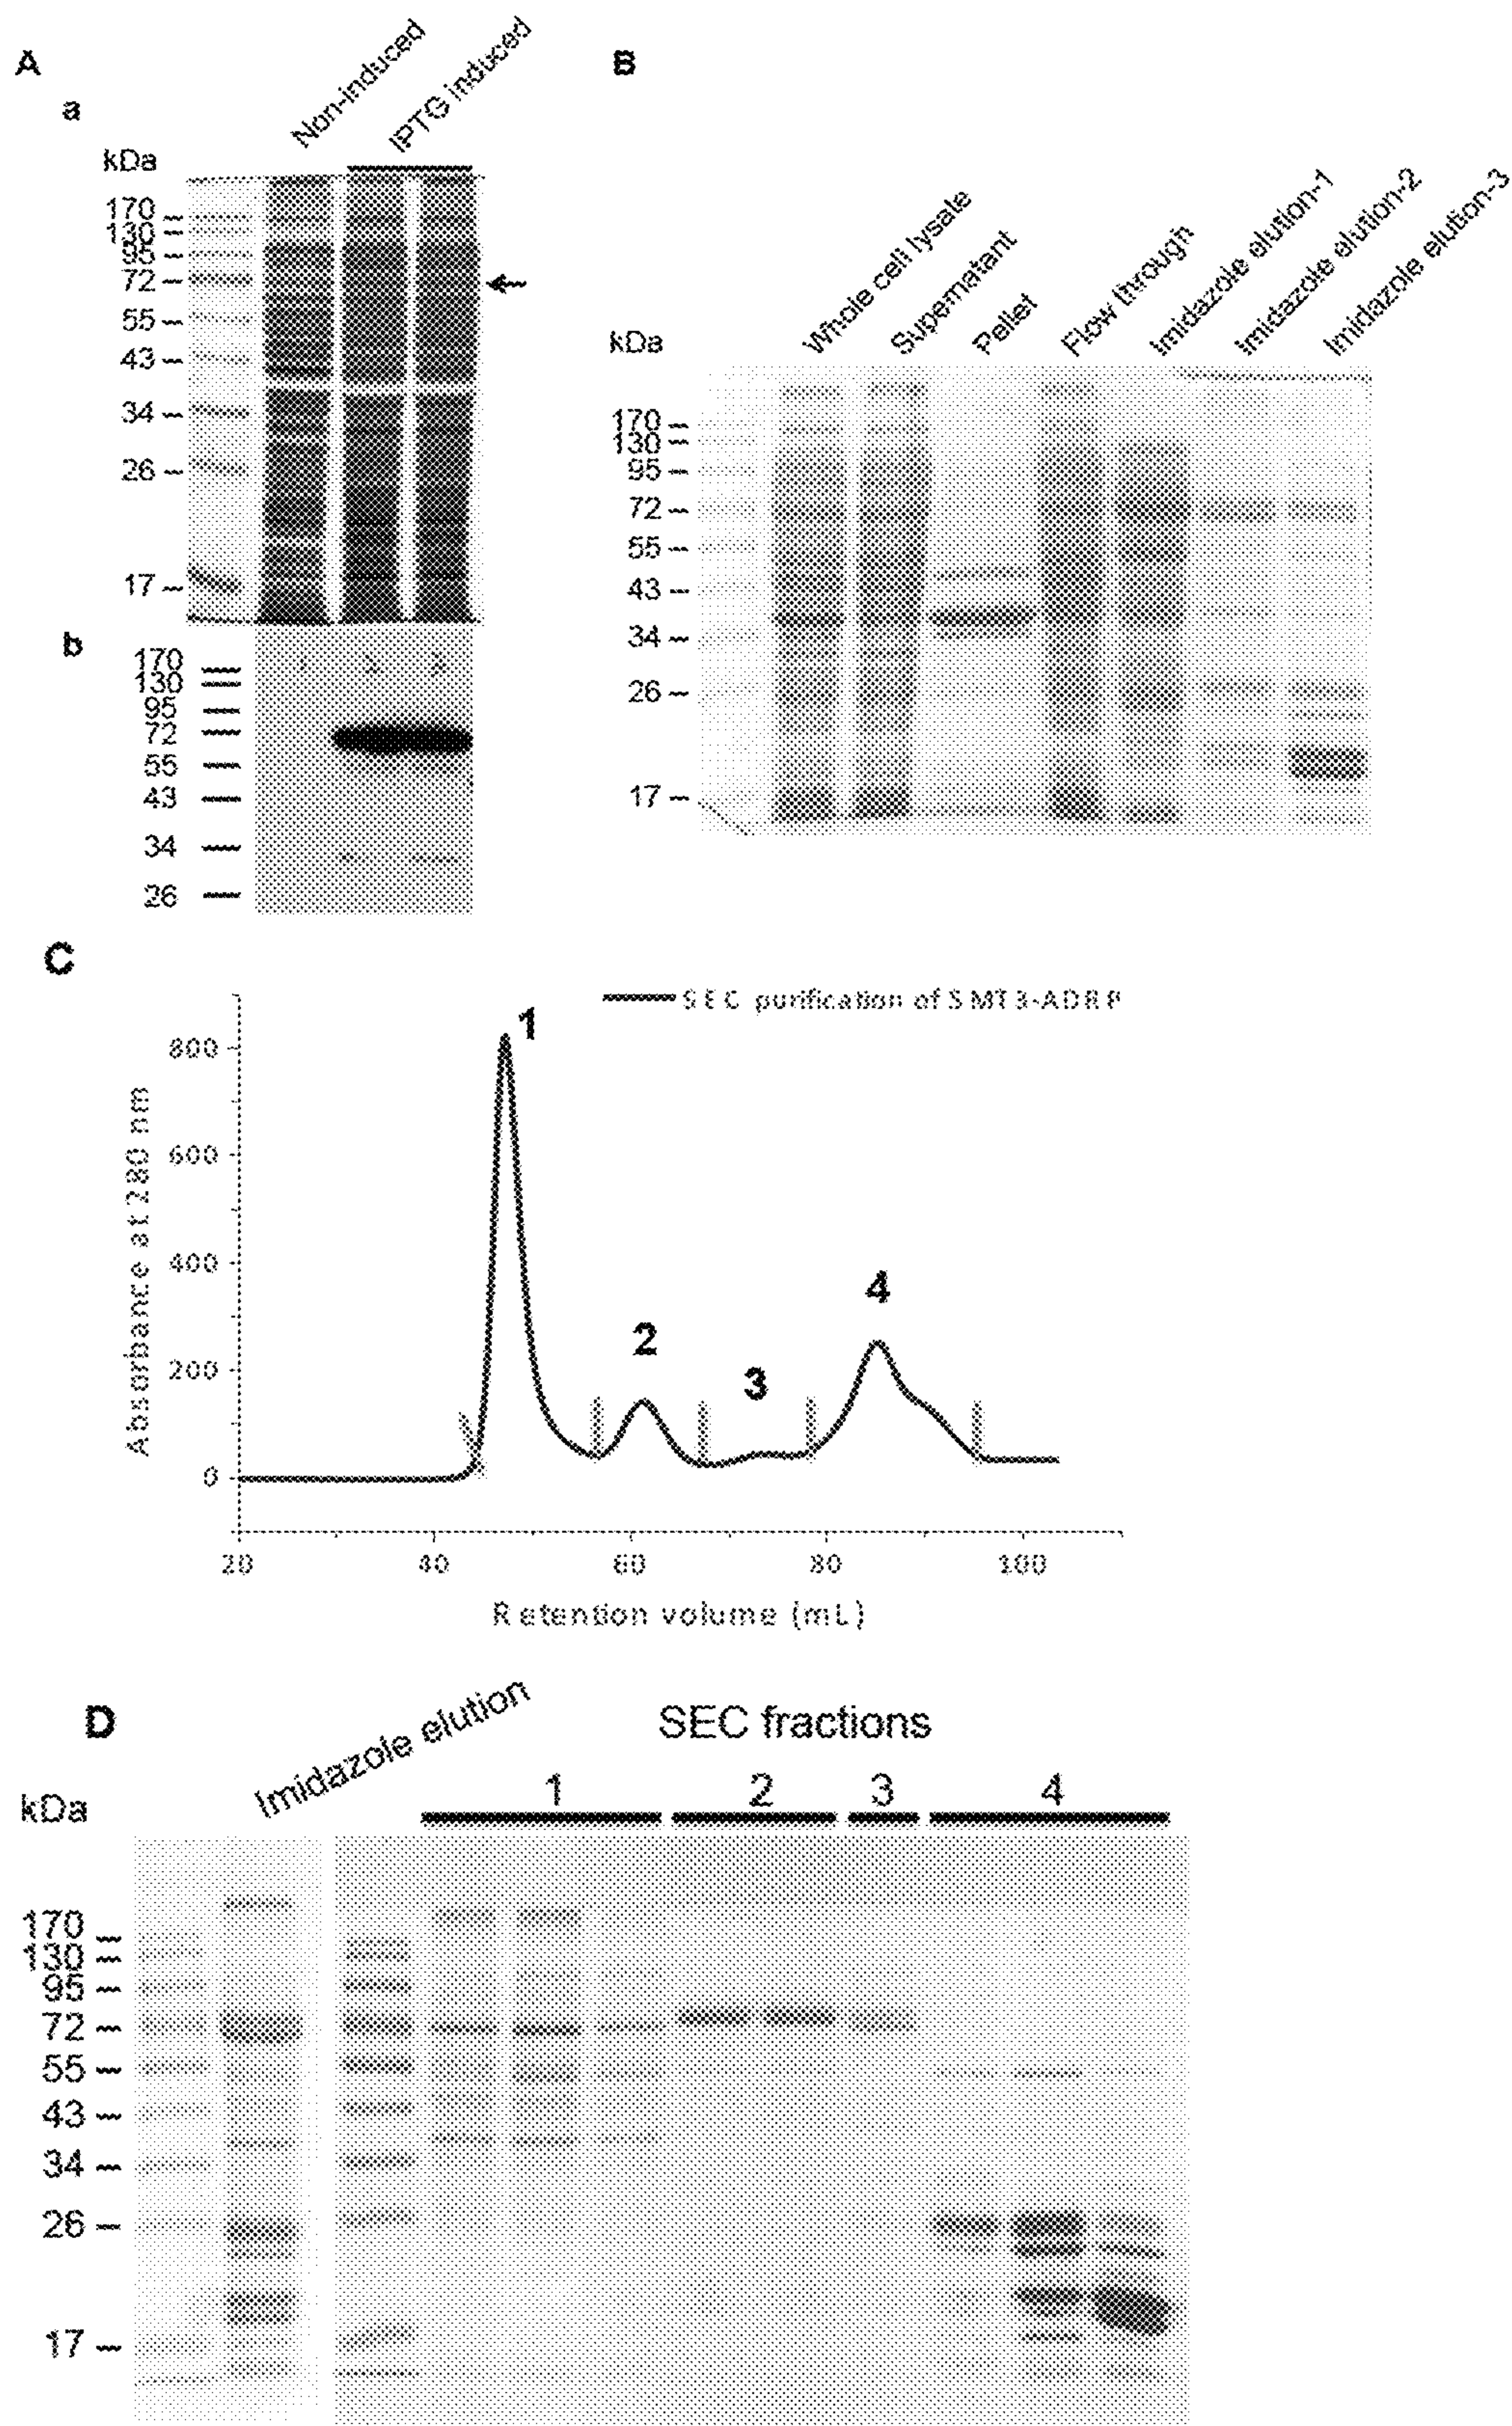 A
B
a
Non-induced
IPTG induced
kDa
170
130
95
72
55
43
34
26
17
b
170
130
95
72
55
43
34
26
1 2 3
kDa
Whole cell lysate
Supernatant
Pellet
Flow through
Imidazole elution-1
Imidazole elution-2
Imidazole elution-3
170
130
95
72
55
43
34
26
17
C
SEC purification of SMT3-ADRP
Absorbance at 280 nm
800
600
400
200
0
1
2
3
4
20 40 60 80 100
Retention volume (mL)
D
Imidazole elution
SEC fractions
kDa
1 2 3 4
170
130
95
72
55
43
34
26
17